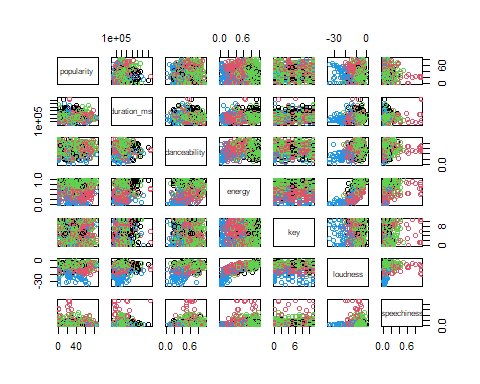 1e+05
0.0 0.6
-30 0
popularity
0 60
duration_ms
1e+05
danceability
0.0
energy
0.0 1.0
key
0 8
loudness
-30 0
speechiness
0.0
0 40
0.0 0.6
0 6
0.0 0.6